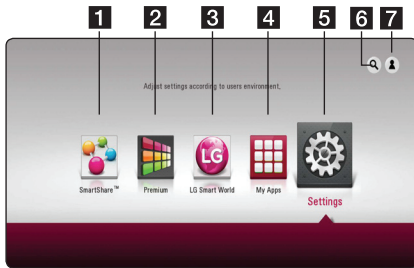 1 2 3 4 5 6 7
Adjust settings according to users environment.
LG
SmartShare™ Premium LG Smart World My Apps Settings